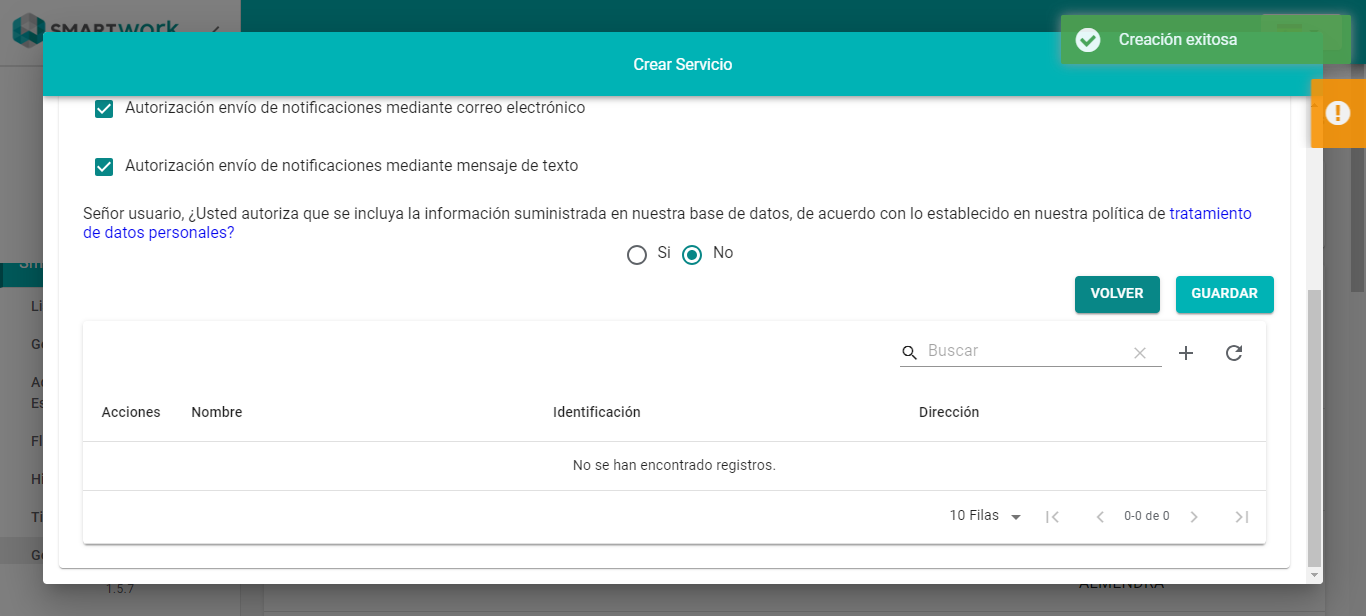 SMARTwork
Creación exitosa
Crear Servicio
Autorización envío de notificaciones mediante correo electrónico
Autorización envío de notificaciones mediante mensaje de texto
Señor usuario, ¿Usted autoriza que se incluya la información suministrada en nuestra base de datos, de acuerdo con lo establecido en nuestra política de tratamiento
de datos personales?
Si No
VOLVER GUARDAR
Buscar
Acciones Nombre Identificación Dirección
No se han encontrado registros.
10 Filas 0-0 de 0
1.5.7